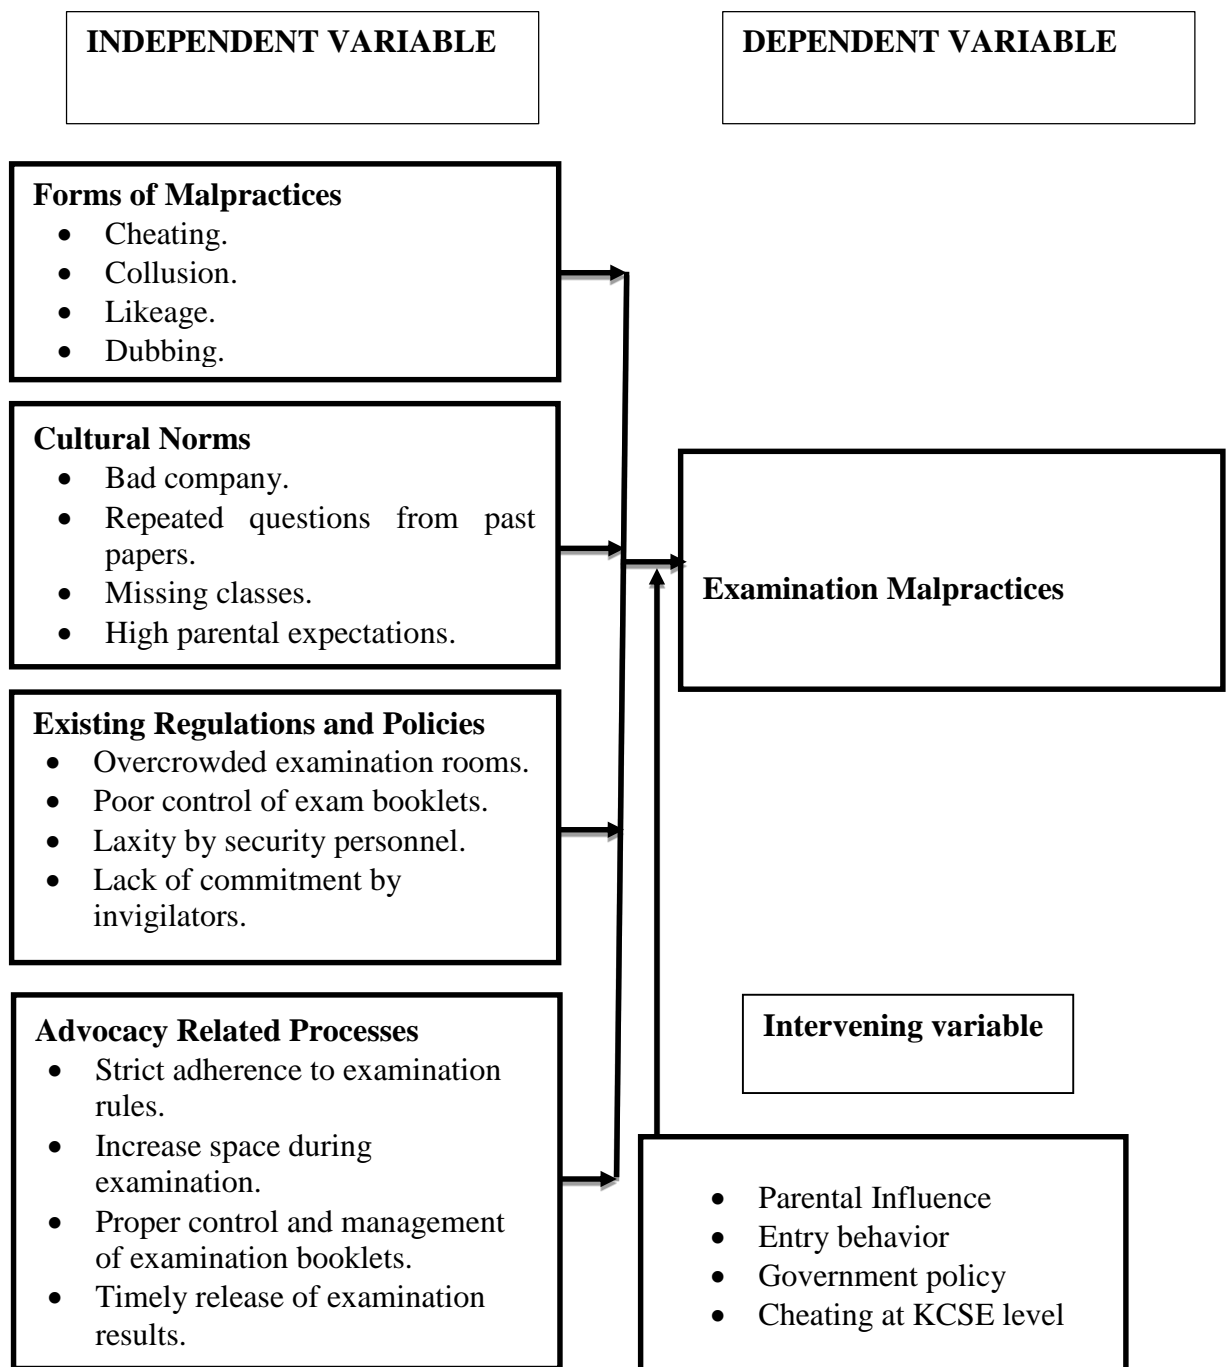 INDEPENDENT VARIABLE
DEPENDENT VARIABLE
Forms of Malpractices
• Cheating.
• Collusion.
• Likeage.
• Dubbing.
Cultural Norms
• Bad company.
• Repeated questions from past
papers.
• Missing classes.
• High parental expectations.
Examination Malpractices
Existing Regulations and Policies
• Overcrowded examination rooms.
• Poor control of exam booklets.
• Laxity by security personnel.
• Lack of commitment by
invigilators.
Advocacy Related Processes
• Strict adherence to examination
rules.
• Increase space during
examination.
• Proper control and management
of examination booklets.
• Timely release of examination
results.
Intervening variable
• Parental Influence
• Entry behavior
• Government policy
• Cheating at KCSE level